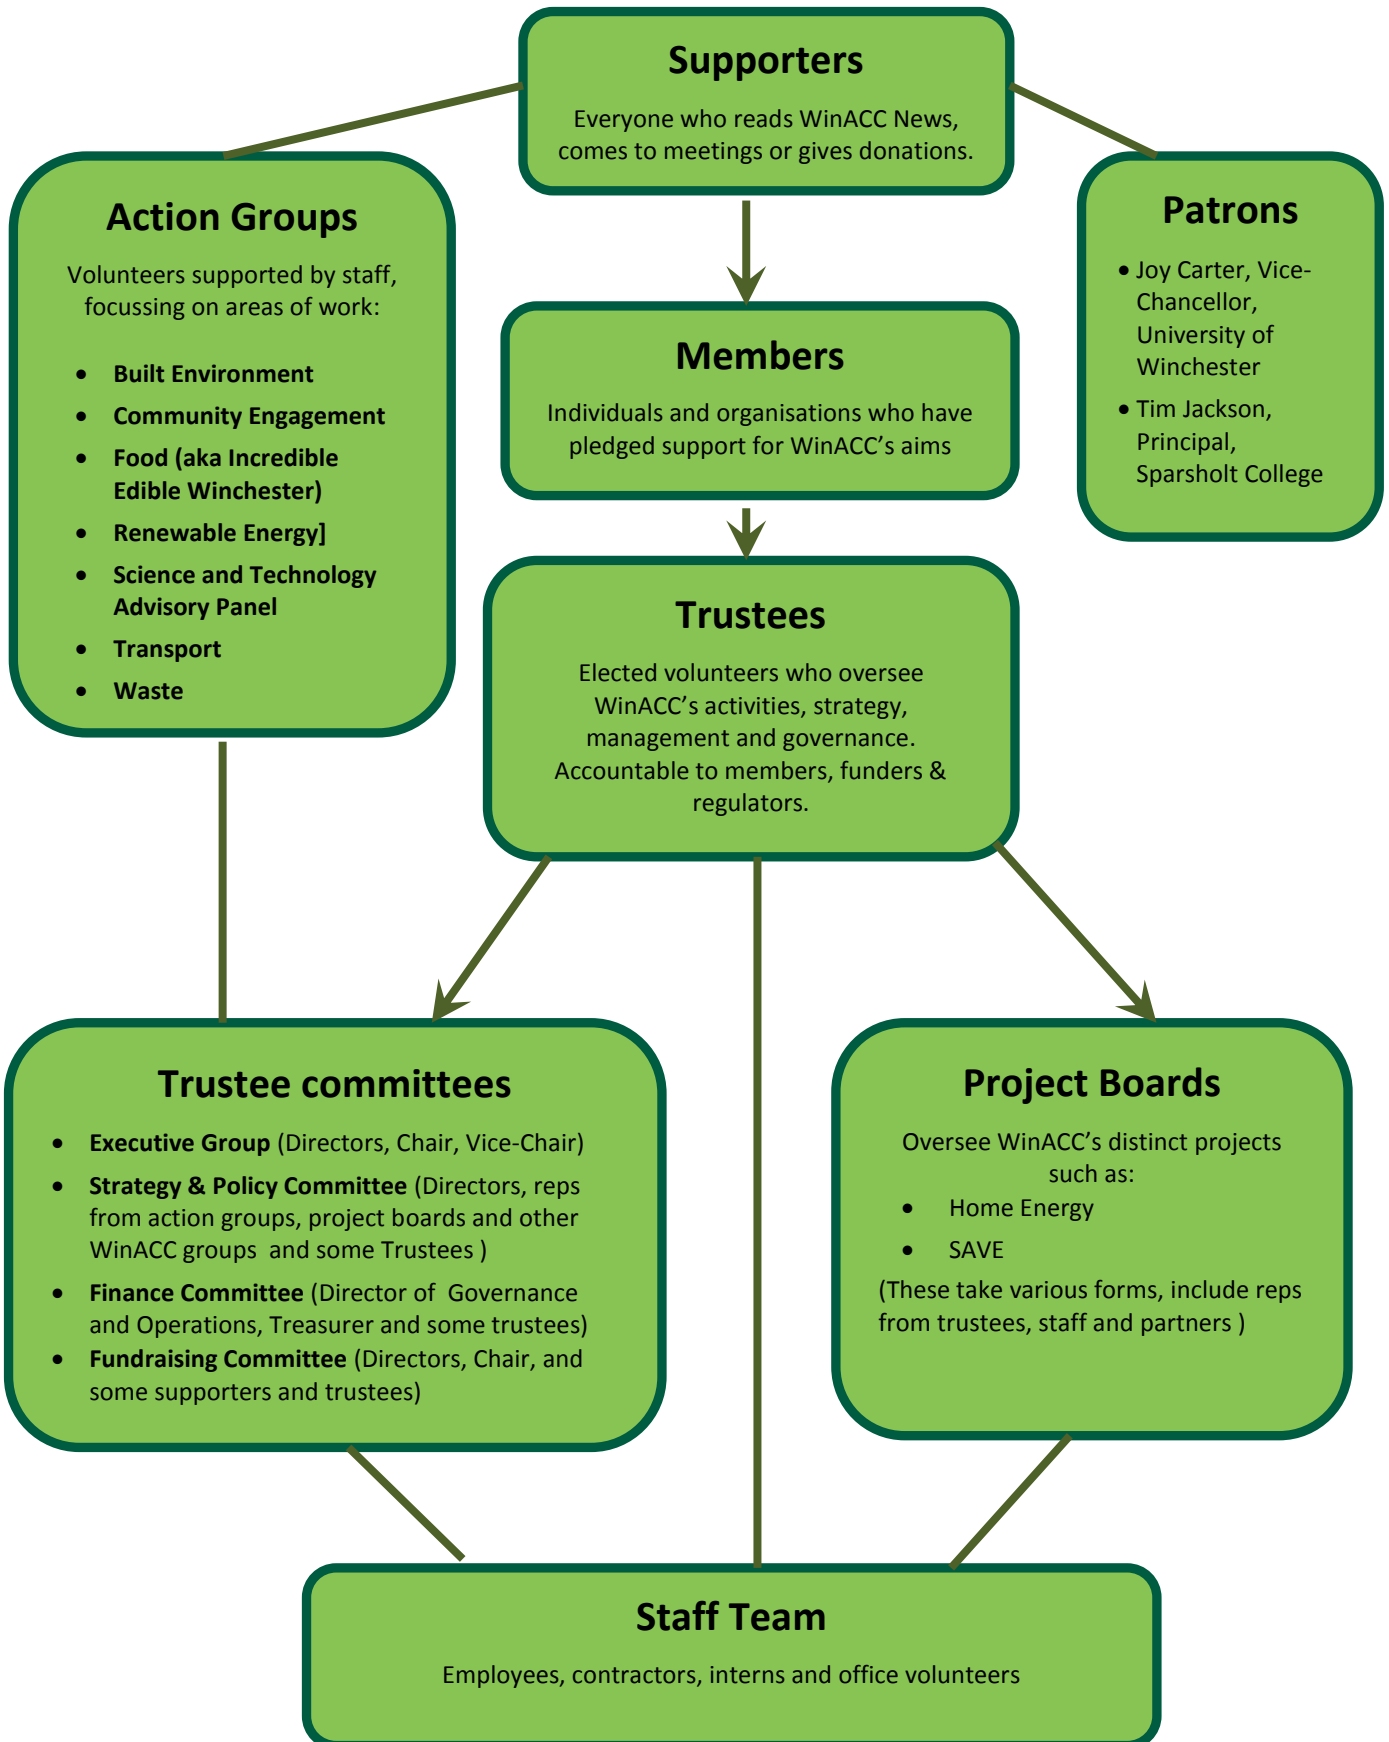 Supporters
Everyone who reads WinACC News,
comes to meetings or gives donations.
Action Groups
Volunteers supported by staff,
focussing on areas of work:
• Built Environment
• Community Engagement
• Food (aka Incredible
Edible Winchester)
• Renewable Energy]
• Science and Technology
Advisory Panel
• Transport
• Waste
Patrons
• Joy Carter, Vice-
Chancellor,
University of
Winchester
• Tim Jackson,
Principal,
Sparsholt College
Members
Individuals and organisations who have
pledged support for WinACC’s aims
Trustees
Elected volunteers who oversee
WinACC’s activities, strategy,
management and governance.
Accountable to members, funders &
regulators.
Trustee committees
• Executive Group (Directors, Chair, Vice-Chair)
• Strategy & Policy Committee (Directors, reps
from action groups, project boards and other
WinACC groups and some Trustees )
• Finance Committee (Director of Governance
and Operations, Treasurer and some trustees)
• Fundraising Committee (Directors, Chair, and
some supporters and trustees)
Project Boards
Oversee WinACC’s distinct projects
such as:
• Home Energy
• SAVE
(These take various forms, include reps
from trustees, staff and partners )
Staff Team
Employees, contractors, interns and office volunteers